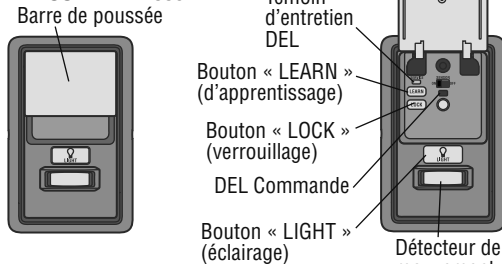 Barre de poussée
d'entretien
DEL
Bouton « LEARN »
(d'apprentissage)
Bouton « LOCK »
(verrouillage)
DEL Commande
Bouton « LIGHT »
(éclairage)
Détecteur de
LIGHT
LEARN
LOCK
LIGHT